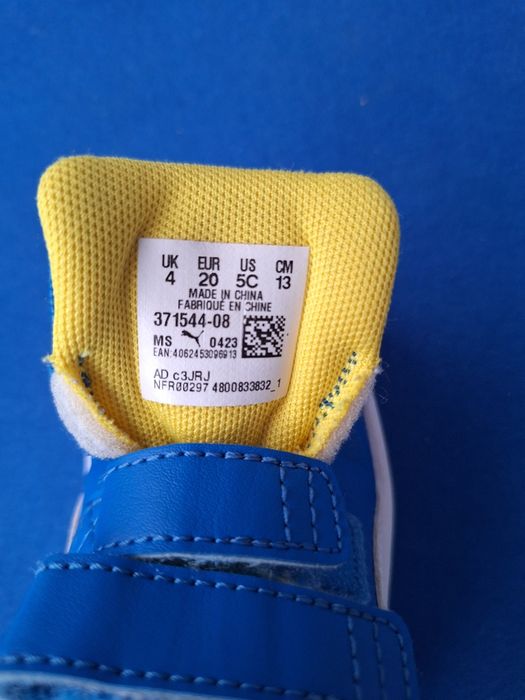 UK EUR US CM
4 20 5C 13
MADE IN CHINA
FABRIQUÉ EN CHINE
371544-08
MS 0423
EAN:4062453096913
AD c3JRJ
NFR00297 4800833832_1